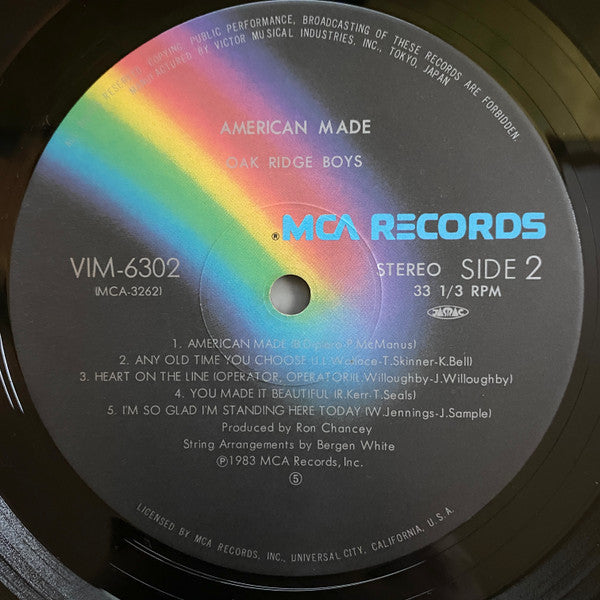 RESERVED. COPYING, PUBLIC PERFORMANCE, BROADCASTING OF THESE RECORDS ARE FORBIDDEN.
MANUFACTURED BY VICTOR MUSICAL INDUSTRIES, INC., TOKYO, JAPAN
AMERICAN MADE
OAK RIDGE BOYS
® MCA RECORDS
VIM-6302
(MCA-3262)
STEREO SIDE 2
33 1/3 RPM
JASRAC
1. AMERICAN MADE (B.Dipiero-P.McManus)
2. ANY OLD TIME YOU CHOOSE (J.L.Wallace-T.Skinner-K.Bell)
3. HEART ON THE LINE (OPERATOR, OPERATOR)(L.Willoughby-J.Willoughby)
4. YOU MADE IT BEAUTIFUL (R.Kerr-T.Seals)
5. I'M SO GLAD I'M STANDING HERE TODAY (W.Jennings-J.Sample)
Produced by Ron Chancey
String Arrangements by Bergen White
℗1983 MCA Records, Inc.
⑤
LICENSED BY MCA RECORDS, INC., UNIVERSAL CITY, CALIFORNIA, U.S.A.